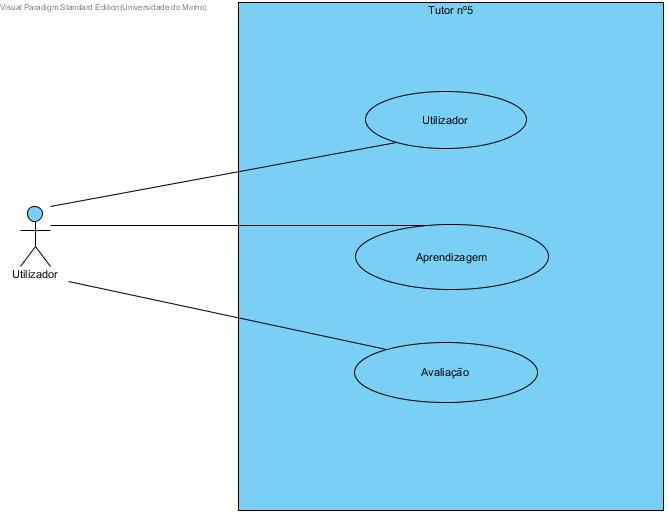 Visual Paradigm Standard Edition(Universidade do Minho)
Tutor nº5
Utilizador
Utilizador
Aprendizagem
Avaliação